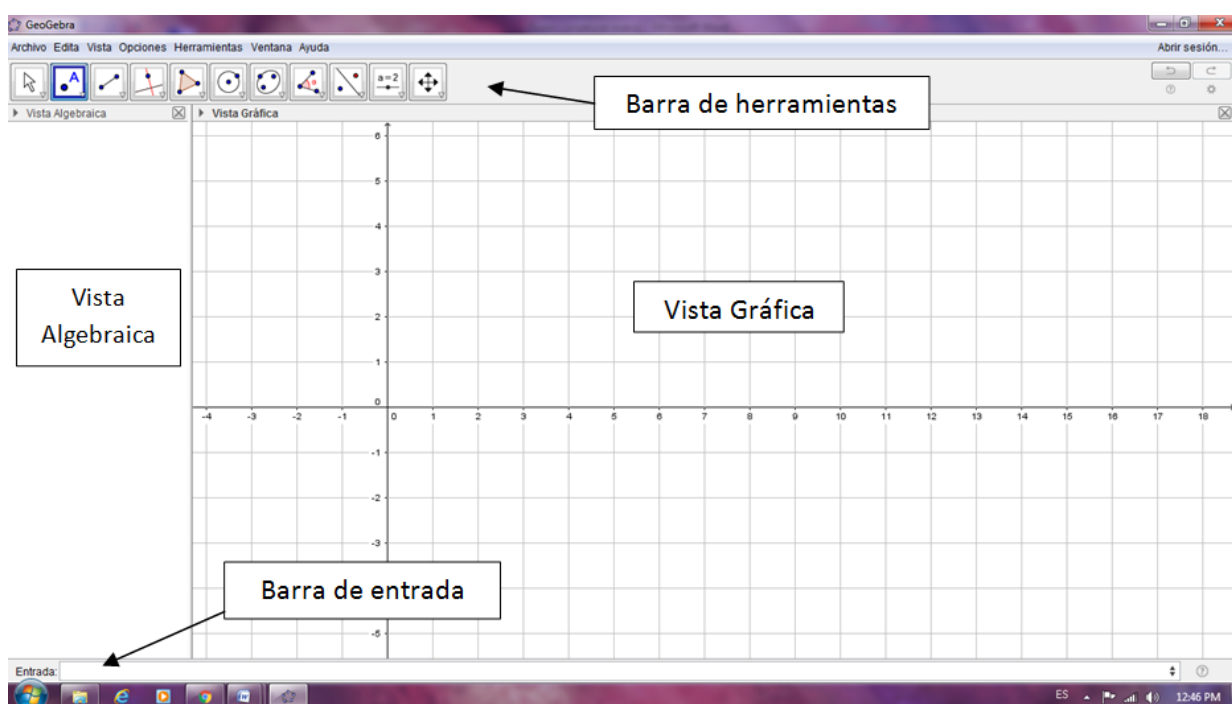 GeoGebra
Archivo Edita Vista Opciones Herramientas Ventana Ayuda
Abrir sesión...
A
a=2
Barra de herramientas
Vista Algebraica
Vista Gráfica
6
5
4
3
2
1
0
-4 -3 -2 -1 0 1 2 3 4 5 6 7 8 9 10 11 12 13 14 15 16 17 18
-1
-2
-3
-5
Vista
Algebraica
Vista Gráfica
Barra de entrada
Entrada:
ES
12:46 PM